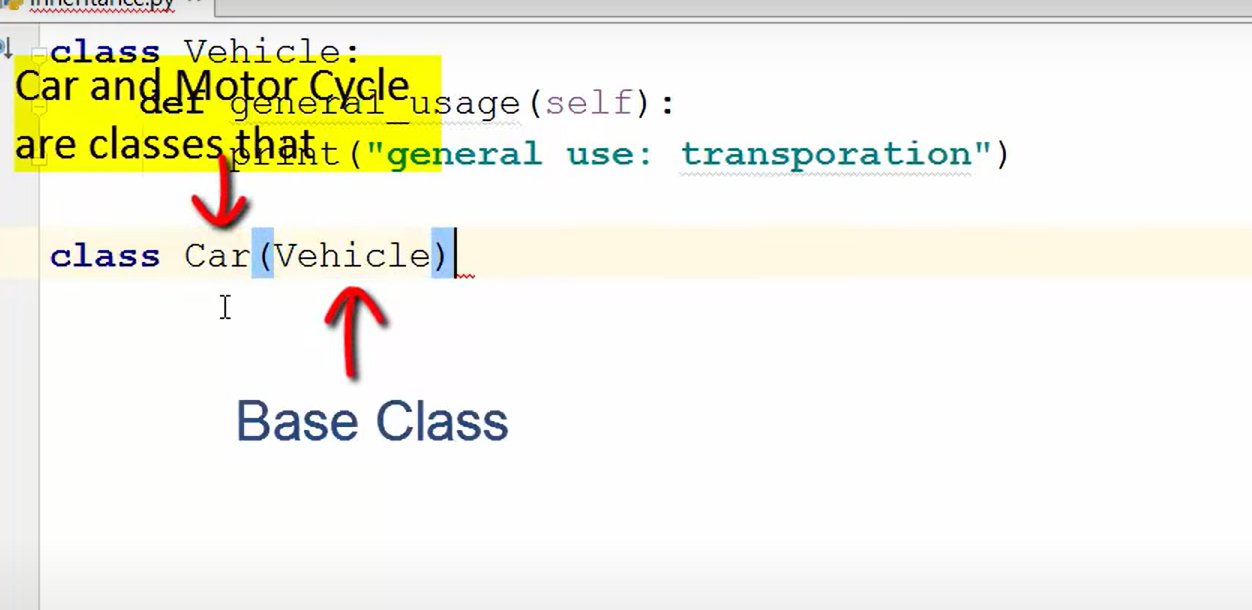 inheritance.py
class Vehicle:
Car and Motor Cycle
def general_usage(self):
are classes that
print("general use: transporation")
class Car(Vehicle)
Base Class